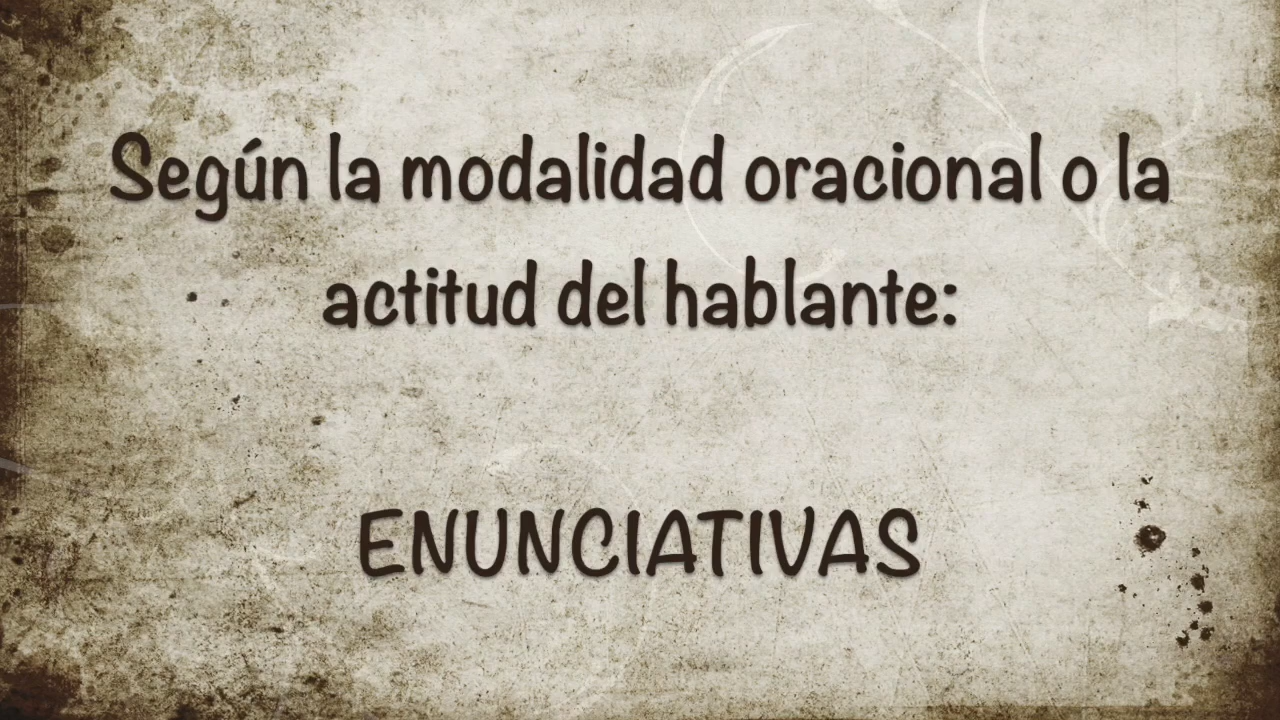 Según la modalidad oracional o la
actitud del hablante:
ENUNCIATIVAS